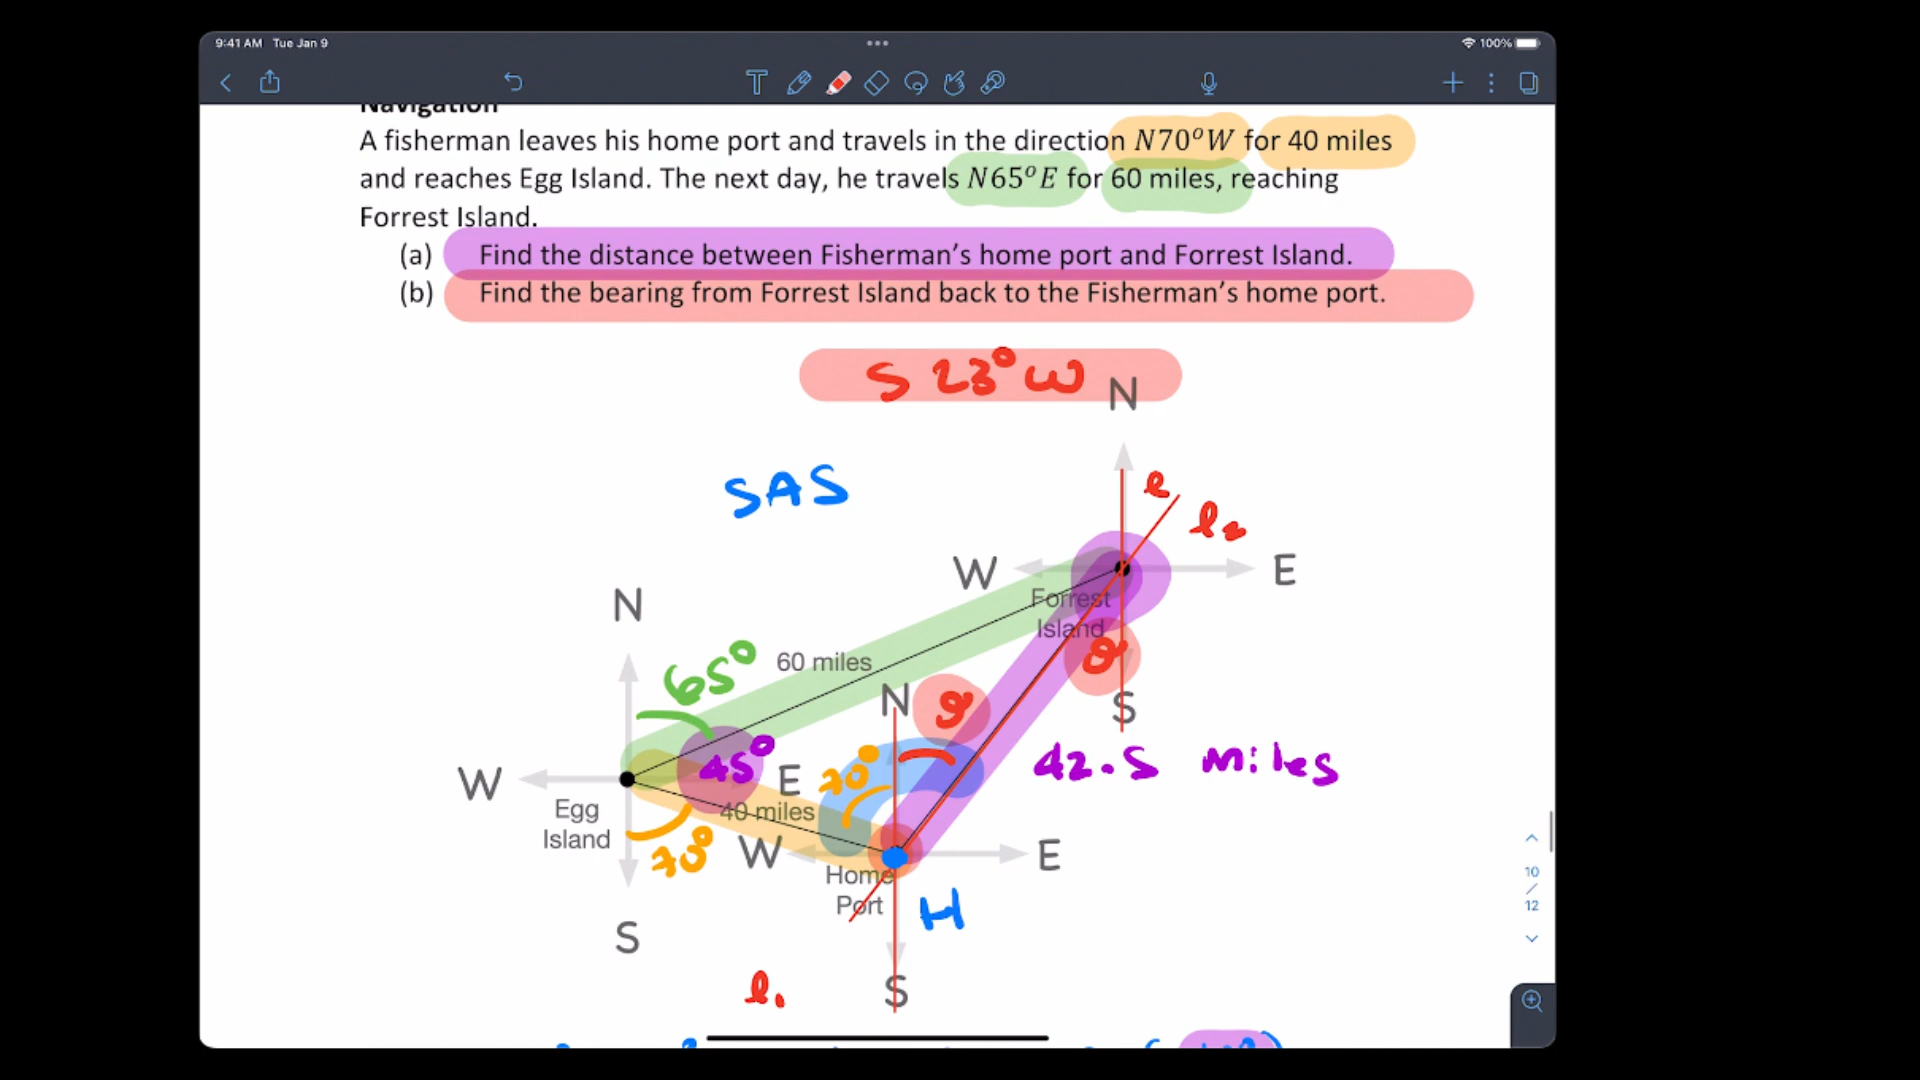 9:41 AM Tue Jan 9
100%
Navigation
A fisherman leaves his home port and travels in the direction N70°W for 40 miles
and reaches Egg Island. The next day, he travels N65°E for 60 miles, reaching
Forrest Island.
(a) Find the distance between Fisherman's home port and Forrest Island.
(b) Find the bearing from Forrest Island back to the Fisherman's home port.
S 23° W
N
SAS
l
l2
W
E
Forrest
Island
N
65°
60 miles
N
θ
θ
S
45°
42.5 miles
W
E
70°
Egg
Island
40 miles
70°
W
E
Home
Port
H
S
l1
S
10
/
12